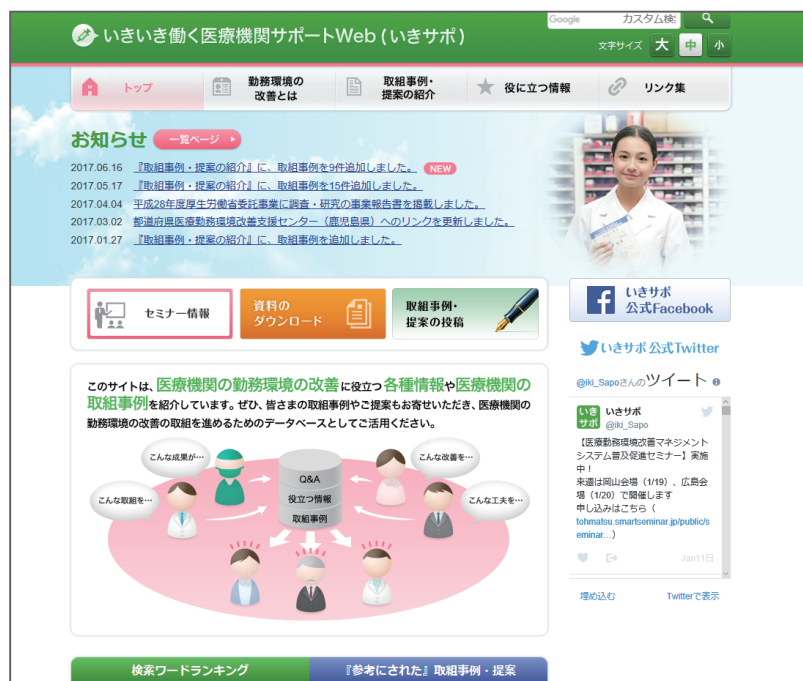 いきいき働く医療機関サポートWeb(いきサポ)
Google カスタム検
文字サイズ 大 中 小
トップ
勤務環境の
改善とは
取組事例・
提案の紹介
役に立つ情報
リンク集
お知らせ 一覧ページ
2017.06.16 『取組事例・提案の紹介』に、取組事例を9件追加しました。 NEW
2017.05.17 『取組事例・提案の紹介』に、取組事例を15件追加しました。
2017.04.04 平成28年度厚生労働省委託事業に調査・研究の事業報告書を掲載しました。
2017.03.02 都道府県医療勤務環境改善支援センター（鹿児島県）へのリンクを更新しました。
2017.01.27 『取組事例・提案の紹介』に、取組事例を追加しました。
セミナー情報
資料の
ダウンロード
取組事例・
提案の投稿
いきサポ
公式Facebook
いきサポ公式Twitter
@iki_Sapoさんのツイート
いき
サポ
いきサポ
@iki_Sapo
【医療勤務環境改善マネジメント
システム普及促進セミナー】実施
中！
来週は岡山会場（1/19）、広島会
場（1/20）で開催します
申し込みはこちら（
tohmatsu.smartseminar.jp/public/s
eminar...）
Jan11日
埋め込む Twitterで表示
このサイトは、医療機関の勤務環境の改善に役立つ各種情報や医療機関の
取組事例を紹介しています。ぜひ、皆さまの取組事例やご提案もお寄せいただき、医療機関の
勤務環境の改善の取組を進めるためのデータベースとしてご活用ください。
こんな成果が…
こんな取組を…
こんな改善を…
こんな工夫を…
Q&A
役立つ情報
取組事例
検索ワードランキング
『参考にされた』取組事例・提案